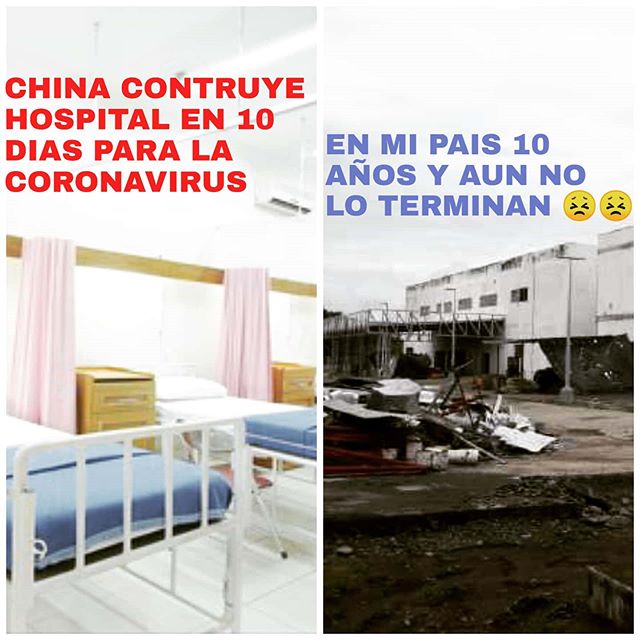 CHINA CONTRUYE
HOSPITAL EN 10
DIAS PARA LA
CORONAVIRUS
EN MI PAIS 10
AÑOS Y AUN NO
LO TERMINAN 😣😣